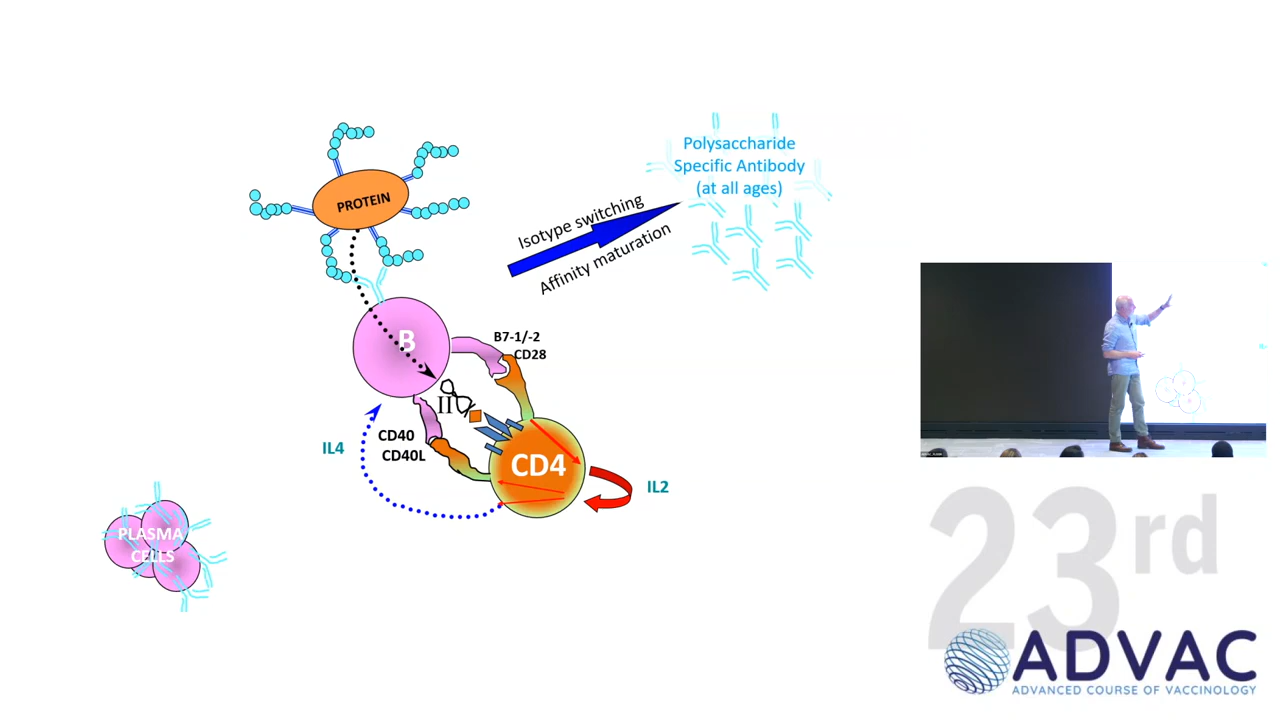 Polysaccharide
Specific Antibody
(at all ages)
PROTEIN
Isotype switching
Affinity maturation
B
B7-1/-2
CD28
II
CD40
CD40L
IL4
CD4
IL2
PLASMA
CELLS
23rd
ADVAC
ADVANCED COURSE OF VACCINOLOGY